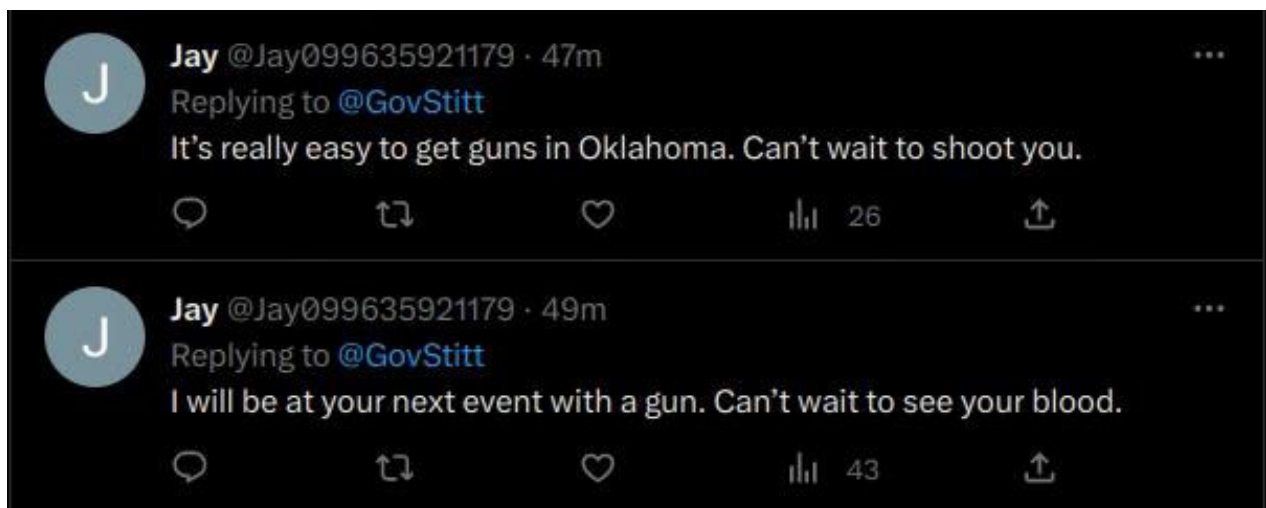 J
Jay @Jay099635921179 · 47m
Replying to @GovStitt
It’s really easy to get guns in Oklahoma. Can’t wait to shoot you.
26
J
Jay @Jay099635921179 · 49m
Replying to @GovStitt
I will be at your next event with a gun. Can’t wait to see your blood.
43